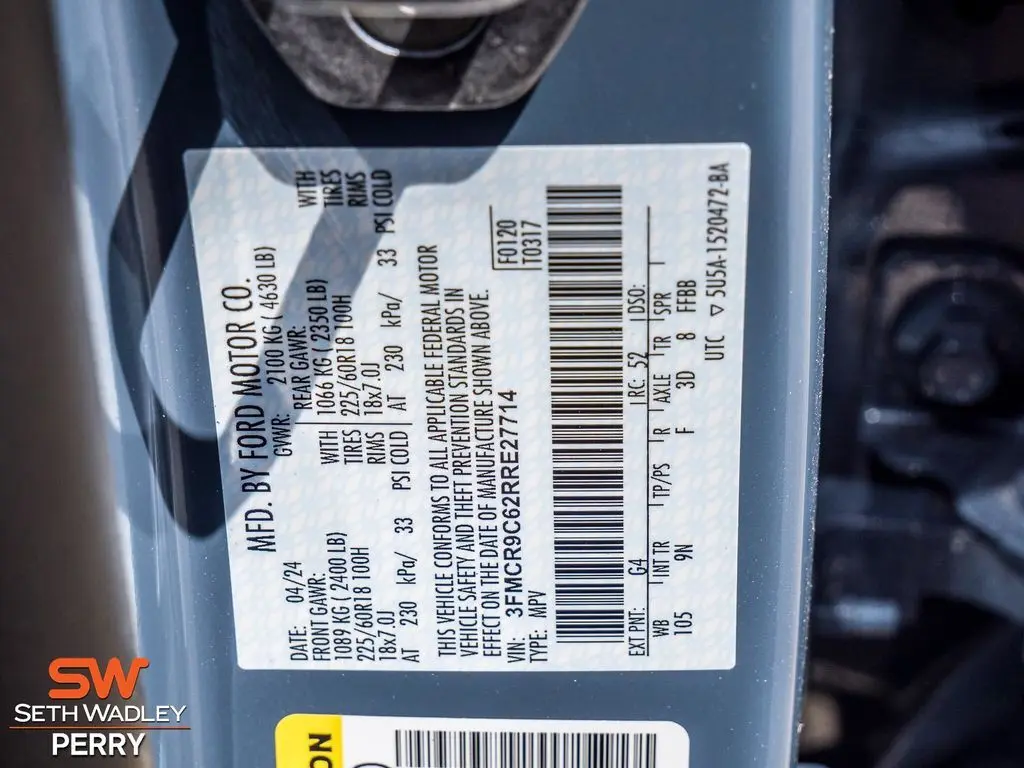 MFD. BY FORD MOTOR CO.
DATE: 04/24 GVWR: 2100 KG ( 4630 LB)
FRONT GAWR: REAR GAWR:
1089 KG ( 2400 LB) WITH 1066 KG ( 2350 LB) WITH
225/60R18 100H TIRES 225/60R18 100H TIRES
18x7.0J RIMS 18x7.0J RIMS
AT 230 kPa/ 33 PSI COLD AT 230 kPa/ 33 PSI COLD
THIS VEHICLE CONFORMS TO ALL APPLICABLE FEDERAL MOTOR
VEHICLE SAFETY AND THEFT PREVENTION STANDARDS IN
EFFECT ON THE DATE OF MANUFACTURE SHOWN ABOVE.
VIN: 3FMCR9C62RRE27714 F0120
TYPE: MPV T0317
EXT PNT: G4 RC: 52 DSO:
WB INT TR TP/PS R AXLE TR SPR
105 9N F 3D 8 FFBB
UTC ▽ 5U5A-1520472-BA
ON
SW
SETH WADLEY
PERRY